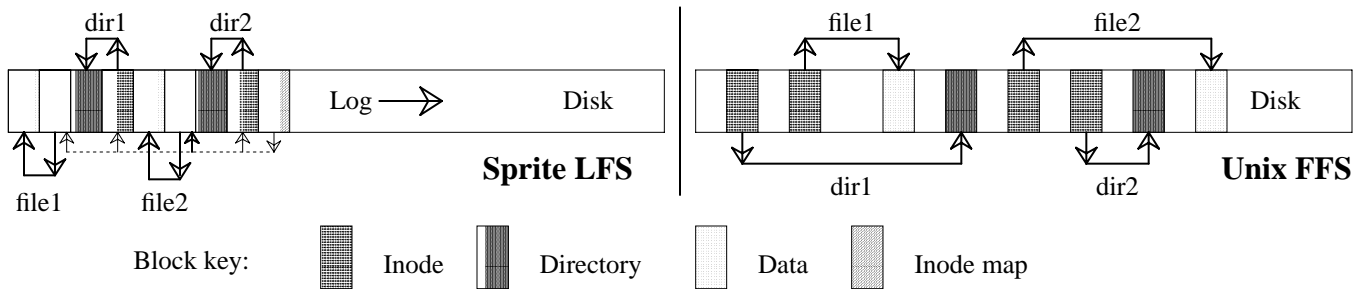 dir1 dir2
Log Disk
file1 file2
Sprite LFS
file1 file2
Disk
dir1 dir2
Unix FFS
Block key: Inode Directory Data Inode map